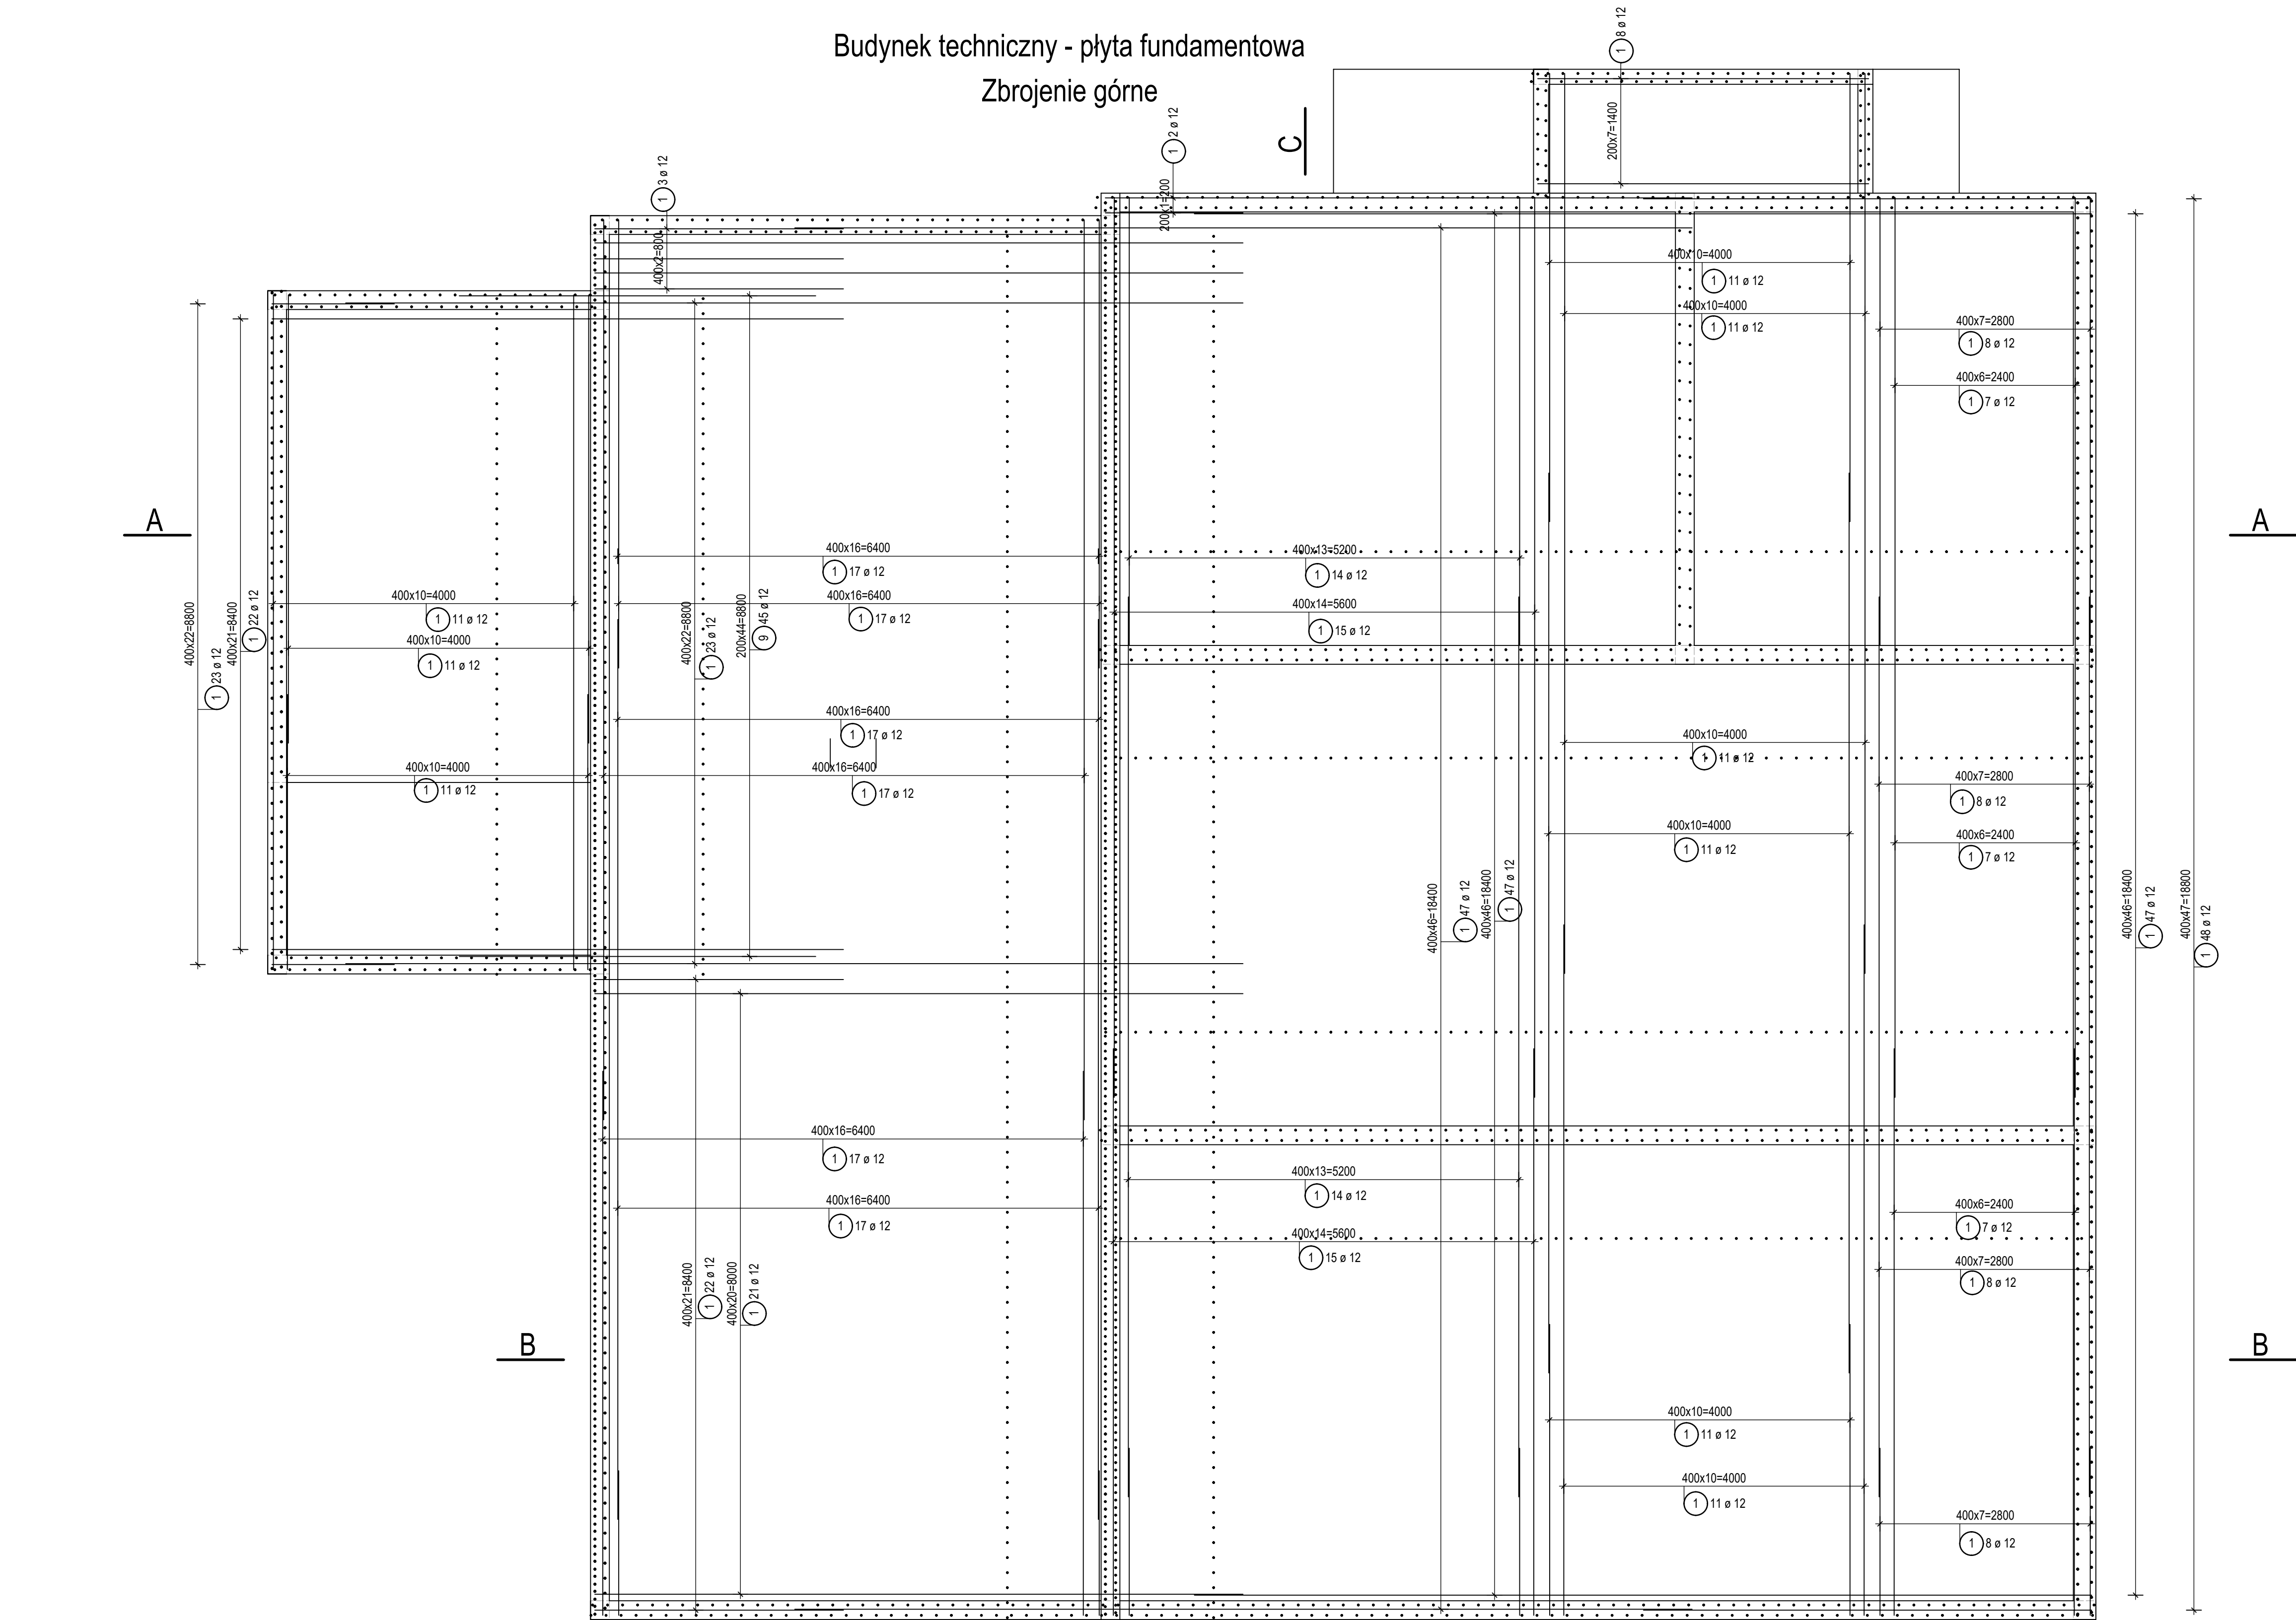 Budynek techniczny - płyta fundamentowa
Zbrojenie górne
1 8 ø 12
200x7=1400
1 2 ø 12
200x1=200
C
1 3 ø 12
400x2=800
400x10=4000
1 11 ø 12
400x10=4000
1 11 ø 12
400x7=2800
1 8 ø 12
400x6=2400
1 7 ø 12
A
A
400x22=8800
1 23 ø 12
400x21=8400
1 22 ø 12
400x10=4000
1 11 ø 12
400x10=4000
1 11 ø 12
400x10=4000
1 11 ø 12
400x16=6400
1 17 ø 12
400x16=6400
1 17 ø 12
400x22=8800
1 23 ø 12
200x44=8800
9 45 ø 12
400x16=6400
1 17 ø 12
400x16=6400
1 17 ø 12
400x13=5200
1 14 ø 12
400x14=5600
1 15 ø 12
400x10=4000
1 11 ø 12
400x10=4000
1 11 ø 12
400x7=2800
1 8 ø 12
400x6=2400
1 7 ø 12
400x46=18400
1 47 ø 12
400x46=18400
1 47 ø 12
400x46=18400
1 47 ø 12
400x47=18800
1 48 ø 12
400x16=6400
1 17 ø 12
400x16=6400
1 17 ø 12
400x13=5200
1 14 ø 12
400x14=5600
1 15 ø 12
400x6=2400
1 7 ø 12
400x7=2800
1 8 ø 12
400x21=8400
1 22 ø 12
400x20=8000
1 21 ø 12
B
B
400x10=4000
1 11 ø 12
400x10=4000
1 11 ø 12
400x7=2800
1 8 ø 12